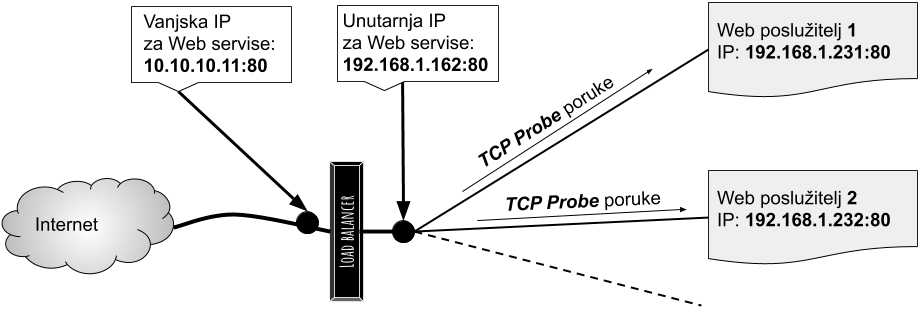 Vanjska IP
za Web servise:
10.10.10.11:80
Unutarnja IP
za Web servise:
192.168.1.162:80
Web poslužitelj 1
IP: 192.168.1.231:80
TCP Probe poruke
Internet
LOAD BALANCER
TCP Probe poruke
Web poslužitelj 2
IP: 192.168.1.232:80